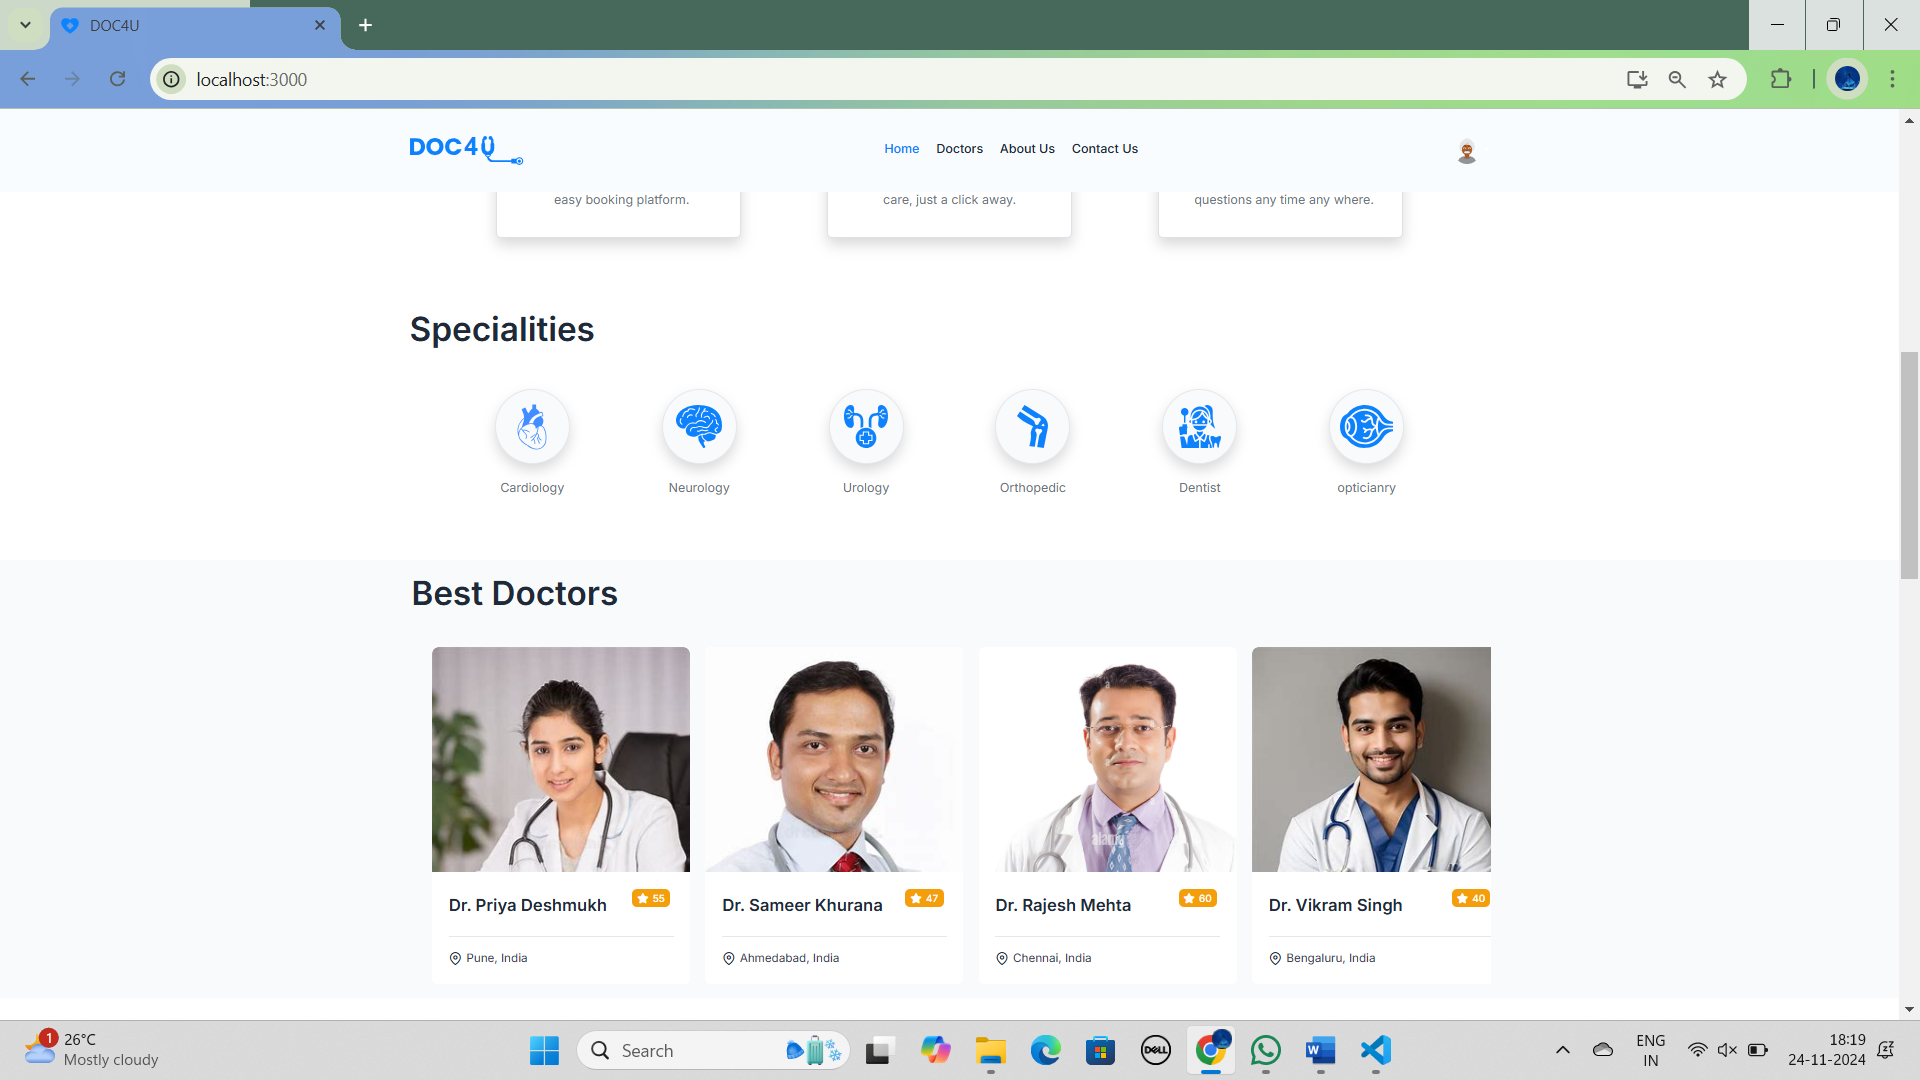 DOC4U
localhost:3000
DOC4U
Home Doctors About Us Contact Us
easy booking platform.
care, just a click away.
questions any time any where.
Specialities
Cardiology
Neurology
Urology
Orthopedic
Dentist
opticianry
Best Doctors
alamy
Dr. Priya Deshmukh
55
Pune, India
Dr. Sameer Khurana
47
Ahmedabad, India
Dr. Rajesh Mehta
60
Chennai, India
Dr. Vikram Singh
40
Bengaluru, India
1
26°C
Mostly cloudy
Search
DELL
W
ENG
IN
18:19
24-11-2024